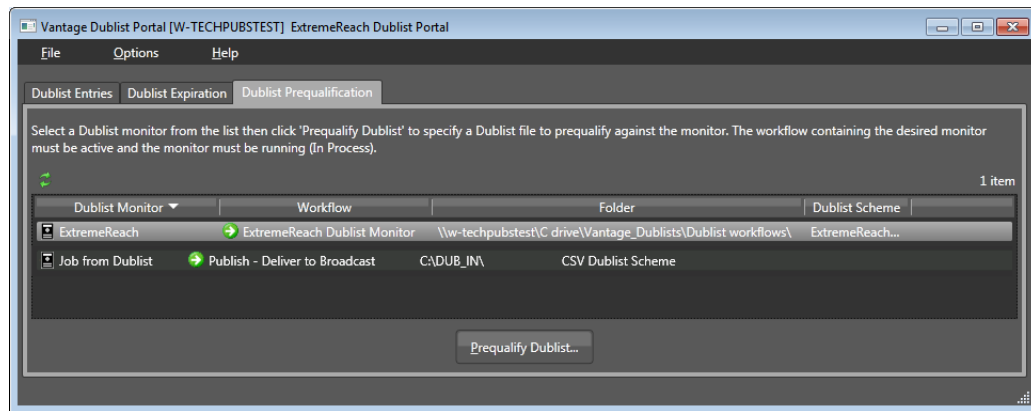 Vantage Dublist Portal [W-TECHPUBSTEST] ExtremeReach Dublist Portal
File Options Help
Dublist Entries Dublist Expiration Dublist Prequalification
Select a Dublist monitor from the list then click 'Prequalify Dublist' to specify a Dublist file to prequalify against the monitor. The workflow containing the desired monitor
must be active and the monitor must be running (In Process).
1 item
Dublist Monitor Workflow Folder Dublist Scheme
ExtremeReach ExtremeReach Dublist Monitor \\w-techpubstest\C drive\Vantage_Dublists\Dublist workflows\ ExtremeReach...
Job from Dublist Publish - Deliver to Broadcast C:\DUB_IN\ CSV Dublist Scheme
Prequalify Dublist...